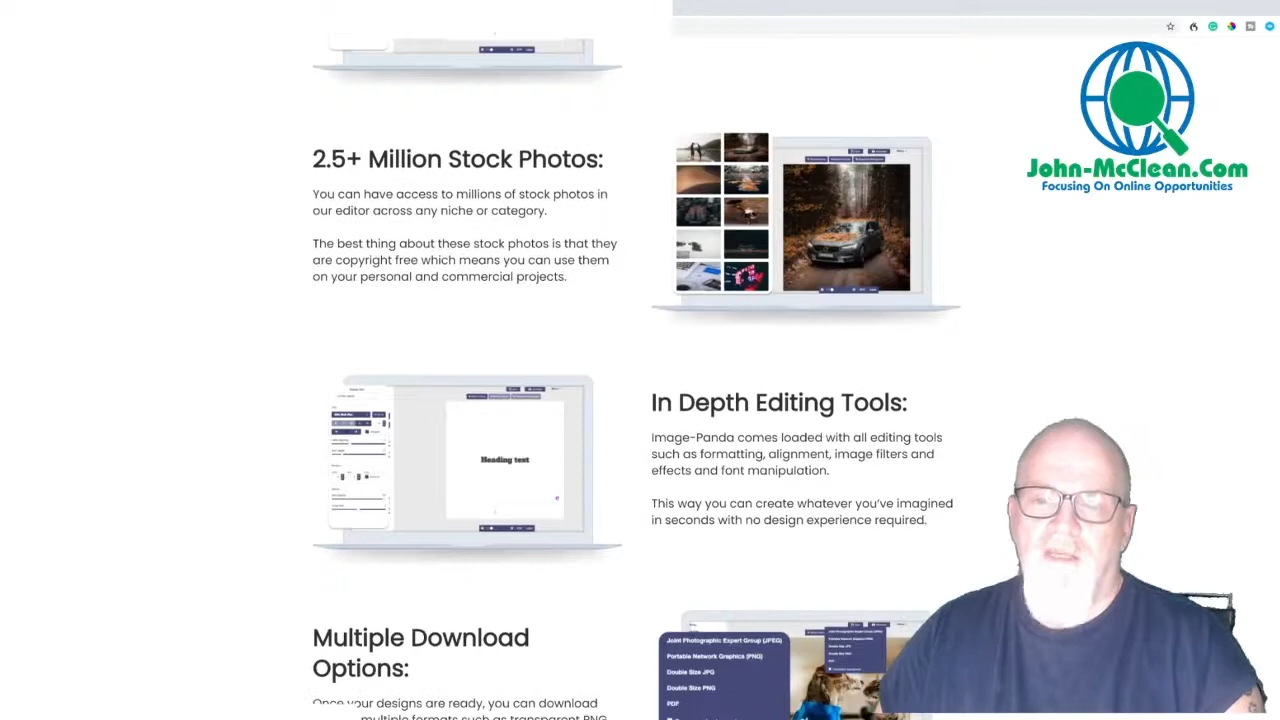 John-McClean.Com
Focusing On Online Opportunities
2.5+ Million Stock Photos:
You can have access to millions of stock photos in
our editor across any niche or category.
The best thing about these stock photos is that they
are copyright free which means you can use them
on your personal and commercial projects.
Heading text
In Depth Editing Tools:
Image-Panda comes loaded with all editing tools
such as formatting, alignment, image filters and
effects and font manipulation.
This way you can create whatever you've imagined
in seconds with no design experience required.
Multiple Download
Options:
Once your designs are ready, you can download
multiple formats such as transparent PNG
Joint Photographic Expert Group (JPEG)
Portable Network Graphics (PNG)
Double Size JPG
Double Size PNG
PDF